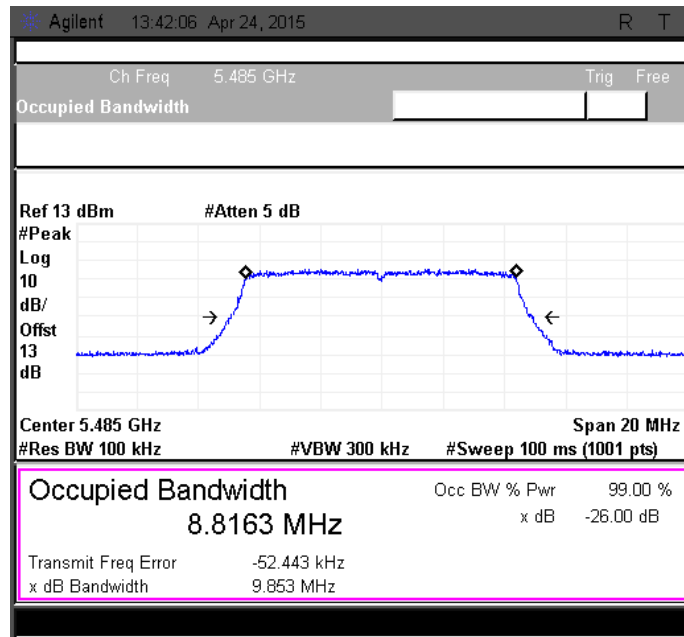 Agilent 13:42:06 Apr 24, 2015 R T
Ch Freq 5.485 GHz Trig Free
Occupied Bandwidth
Ref 13 dBm #Atten 5 dB
#Peak
Log
10
dB/
Offst
13
dB
Center 5.485 GHz Span 20 MHz
#Res BW 100 kHz #VBW 300 kHz #Sweep 100 ms (1001 pts)
Occupied Bandwidth Occ BW % Pwr 99.00 %
8.8163 MHz x dB -26.00 dB
Transmit Freq Error -52.443 kHz
x dB Bandwidth 9.853 MHz